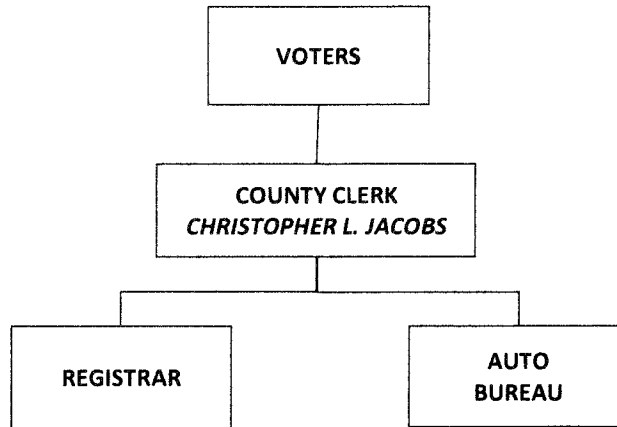 VOTERS
COUNTY CLERK
CHRISTOPHER L. JACOBS
REGISTRAR
AUTO
BUREAU